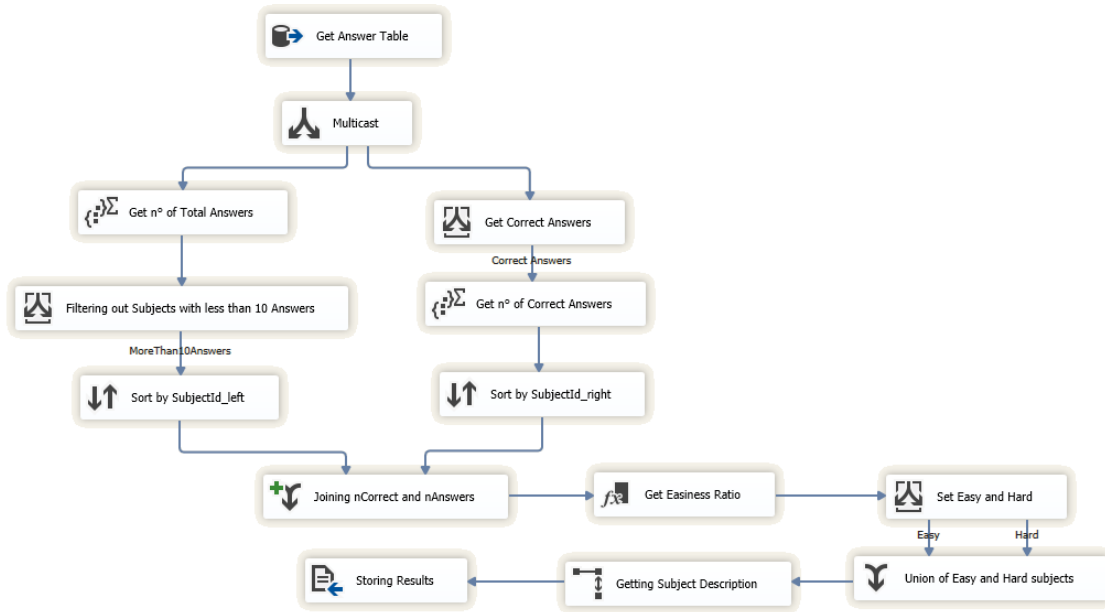 Get Answer Table
Multicast
Get n° of Total Answers
Get Correct Answers
Correct Answers
Filtering out Subjects with less than 10 Answers
Get n° of Correct Answers
MoreThan10Answers
Sort by SubjectId_left
Sort by SubjectId_right
Joining nCorrect and nAnswers
Get Easiness Ratio
Set Easy and Hard
Easy
Hard
Storing Results
Getting Subject Description
Union of Easy and Hard subjects